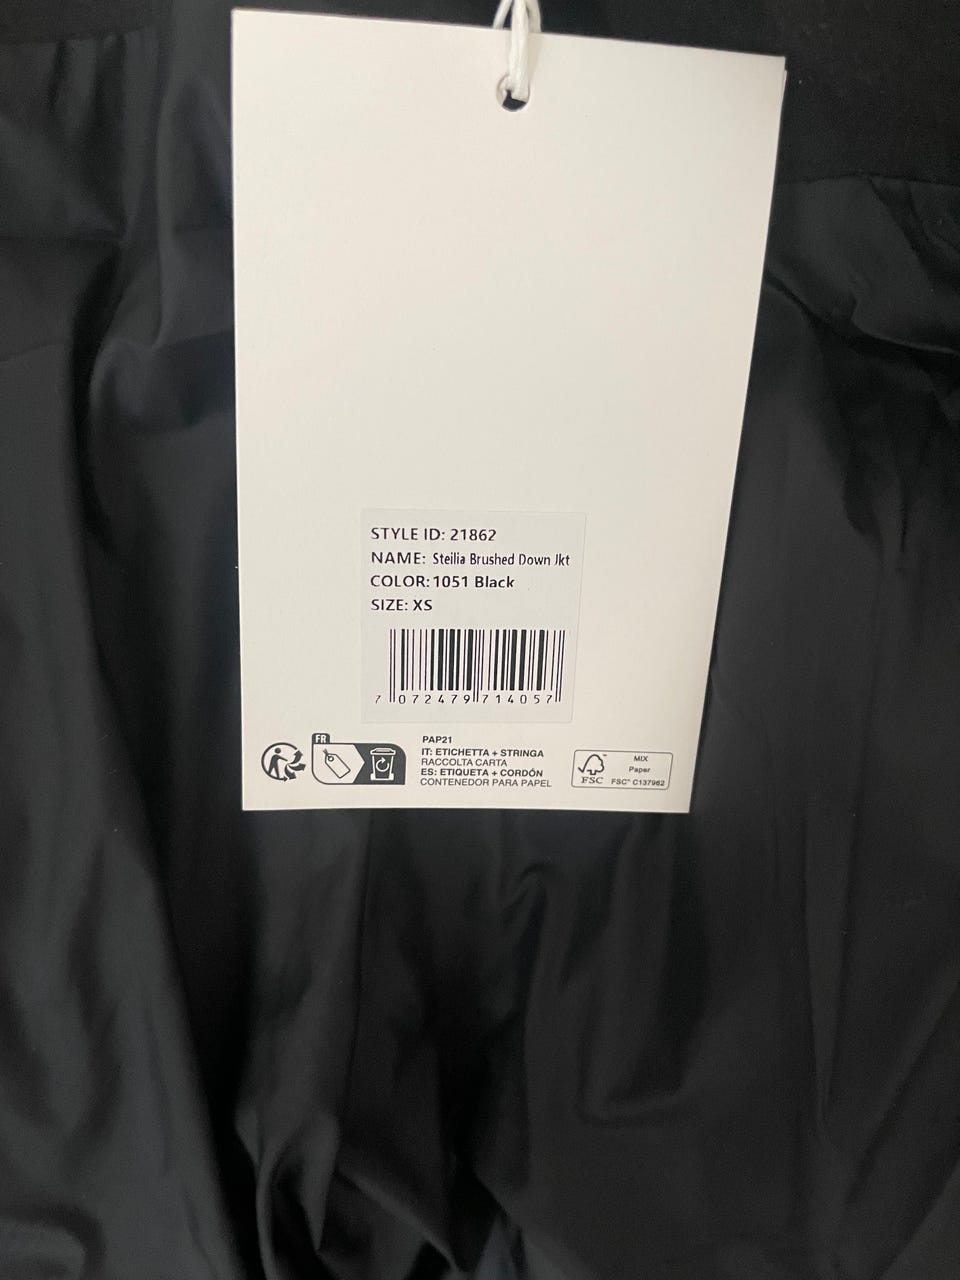 STYLE ID: 21862
NAME: Steilia Brushed Down Jkt
COLOR: 1051 Black
SIZE: XS
7 072479 714057
FR
PAP21
IT: ETICHETTA + STRINGA
RACCOLTA CARTA
ES: ETIQUETA + CORDÓN
CONTENEDOR PARA PAPEL
FSC
MIX
Paper
FSC® C137962